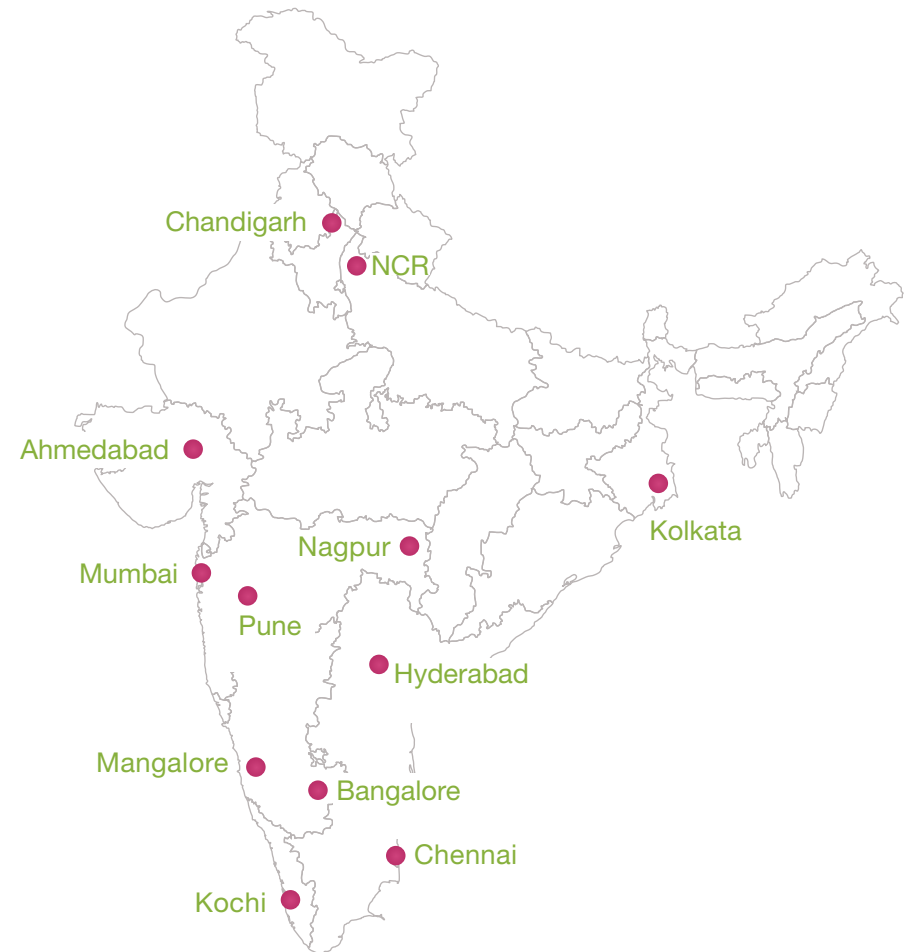 Chandigarh
NCR
Ahmedabad
Kolkata
Nagpur
Mumbai
Pune
Hyderabad
Mangalore
Bangalore
Chennai
Kochi